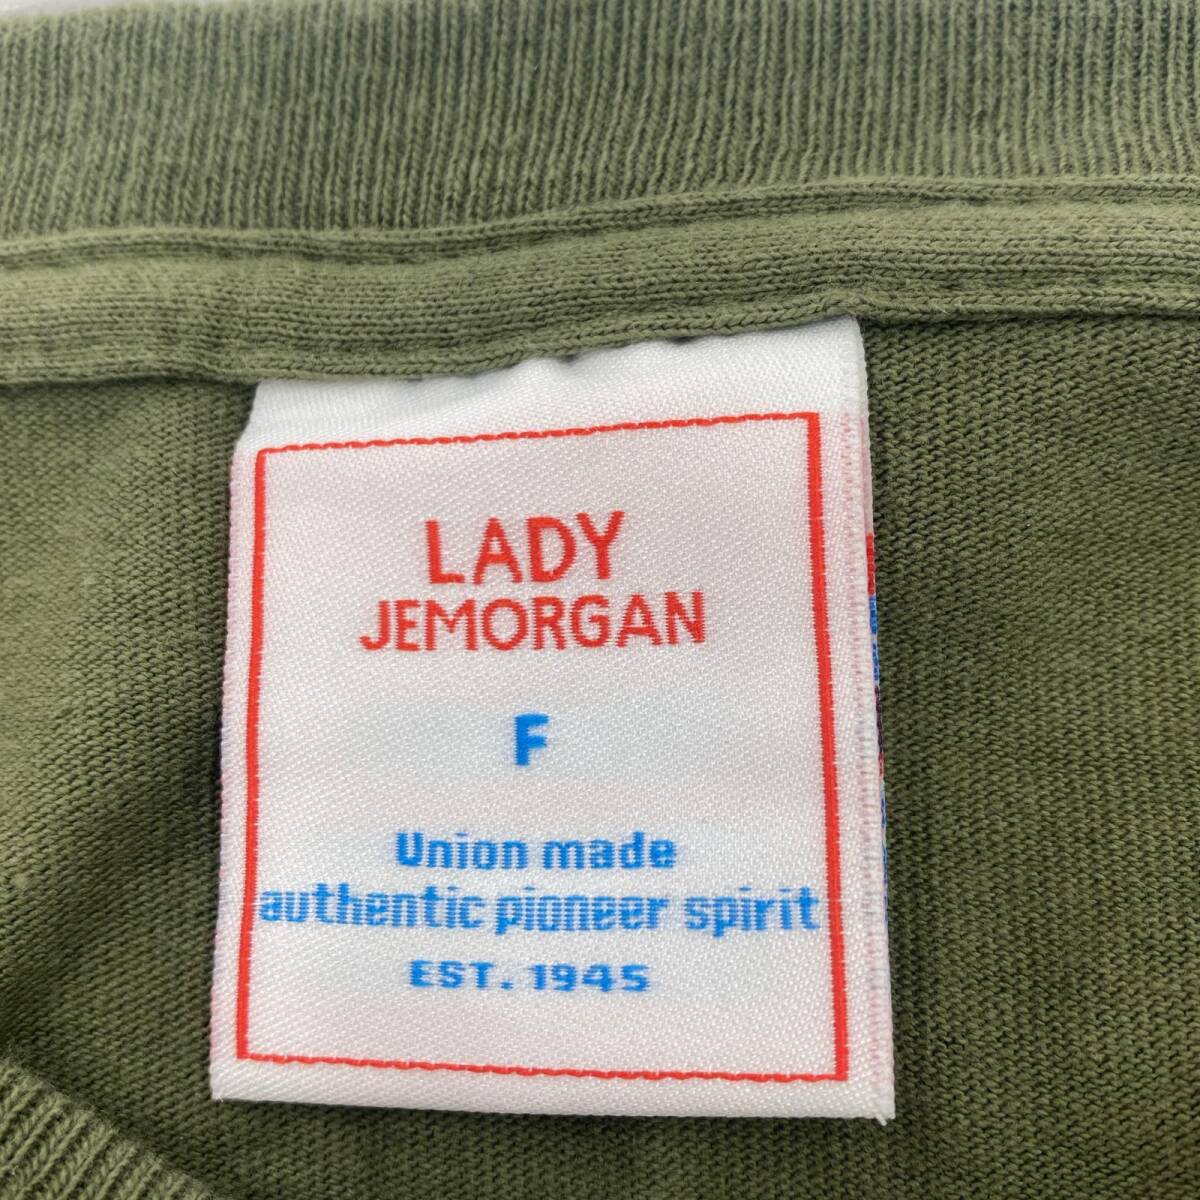 LADY
JEMORGAN
F
Union made
authentic pioneer spirit
EST. 1945